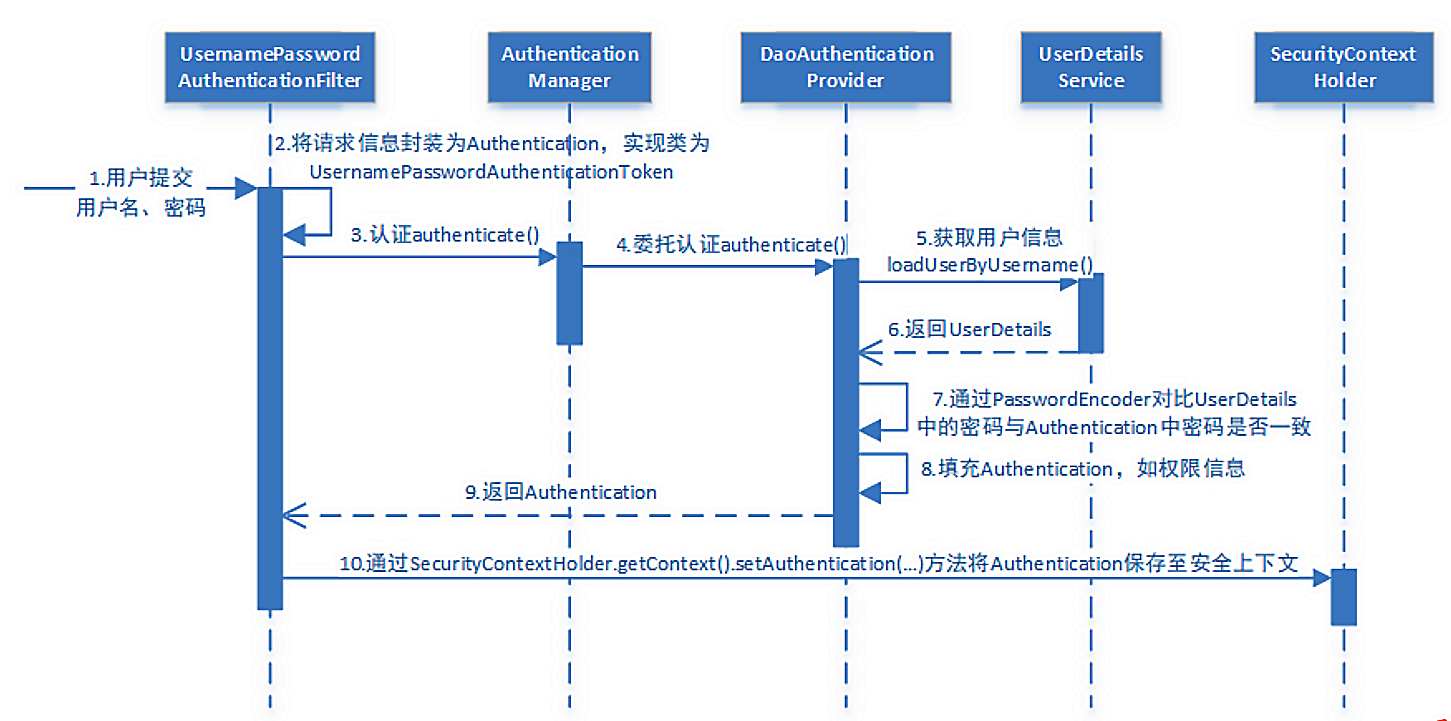 UsernamePassword
AuthenticationFilter
Authentication
Manager
DaoAuthentication
Provider
UserDetails
Service
SecurityContext
Holder
1.用户提交
用户名、密码
2.将请求信息封装为Authentication，实现类为
UsernamePasswordAuthenticationToken
3.认证authenticate()
4.委托认证authenticate()
5.获取用户信息
loadUserByUsername()
6.返回UserDetails
7.通过PasswordEncoder对比UserDetails
中的密码与Authentication中密码是否一致
8.填充Authentication，如权限信息
9.返回Authentication
10.通过SecurityContextHolder.getContext().setAuthentication(...)方法将Authentication保存至安全上下文